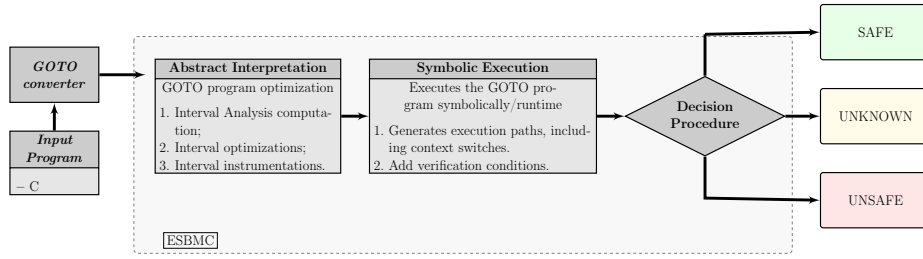 GOTO
converter
Input
Program
– C
Abstract Interpretation
GOTO program optimization
1. Interval Analysis computa-
tion;
2. Interval optimizations;
3. Interval instrumentations.
Symbolic Execution
Executes the GOTO pro-
gram symbolically/runtime
1. Generates execution paths, includ-
ing context switches.
2. Add verification conditions.
Decision
Procedure
SAFE
UNKNOWN
UNSAFE
ESBMC